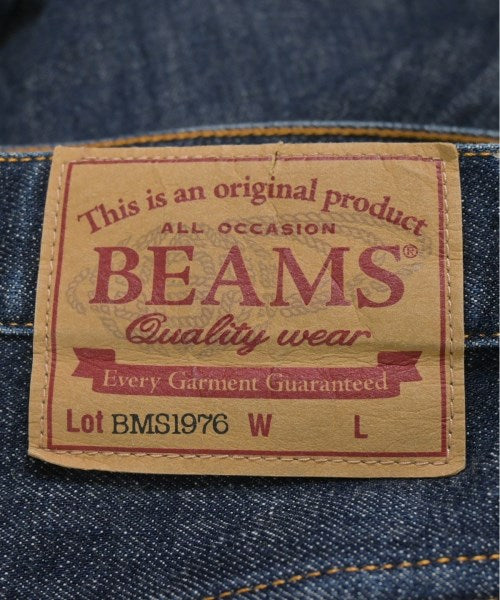 This is an original product
ALL OCCASION
BEAMS®
Quality wear
Every Garment Guaranteed
Lot BMS1976 W L